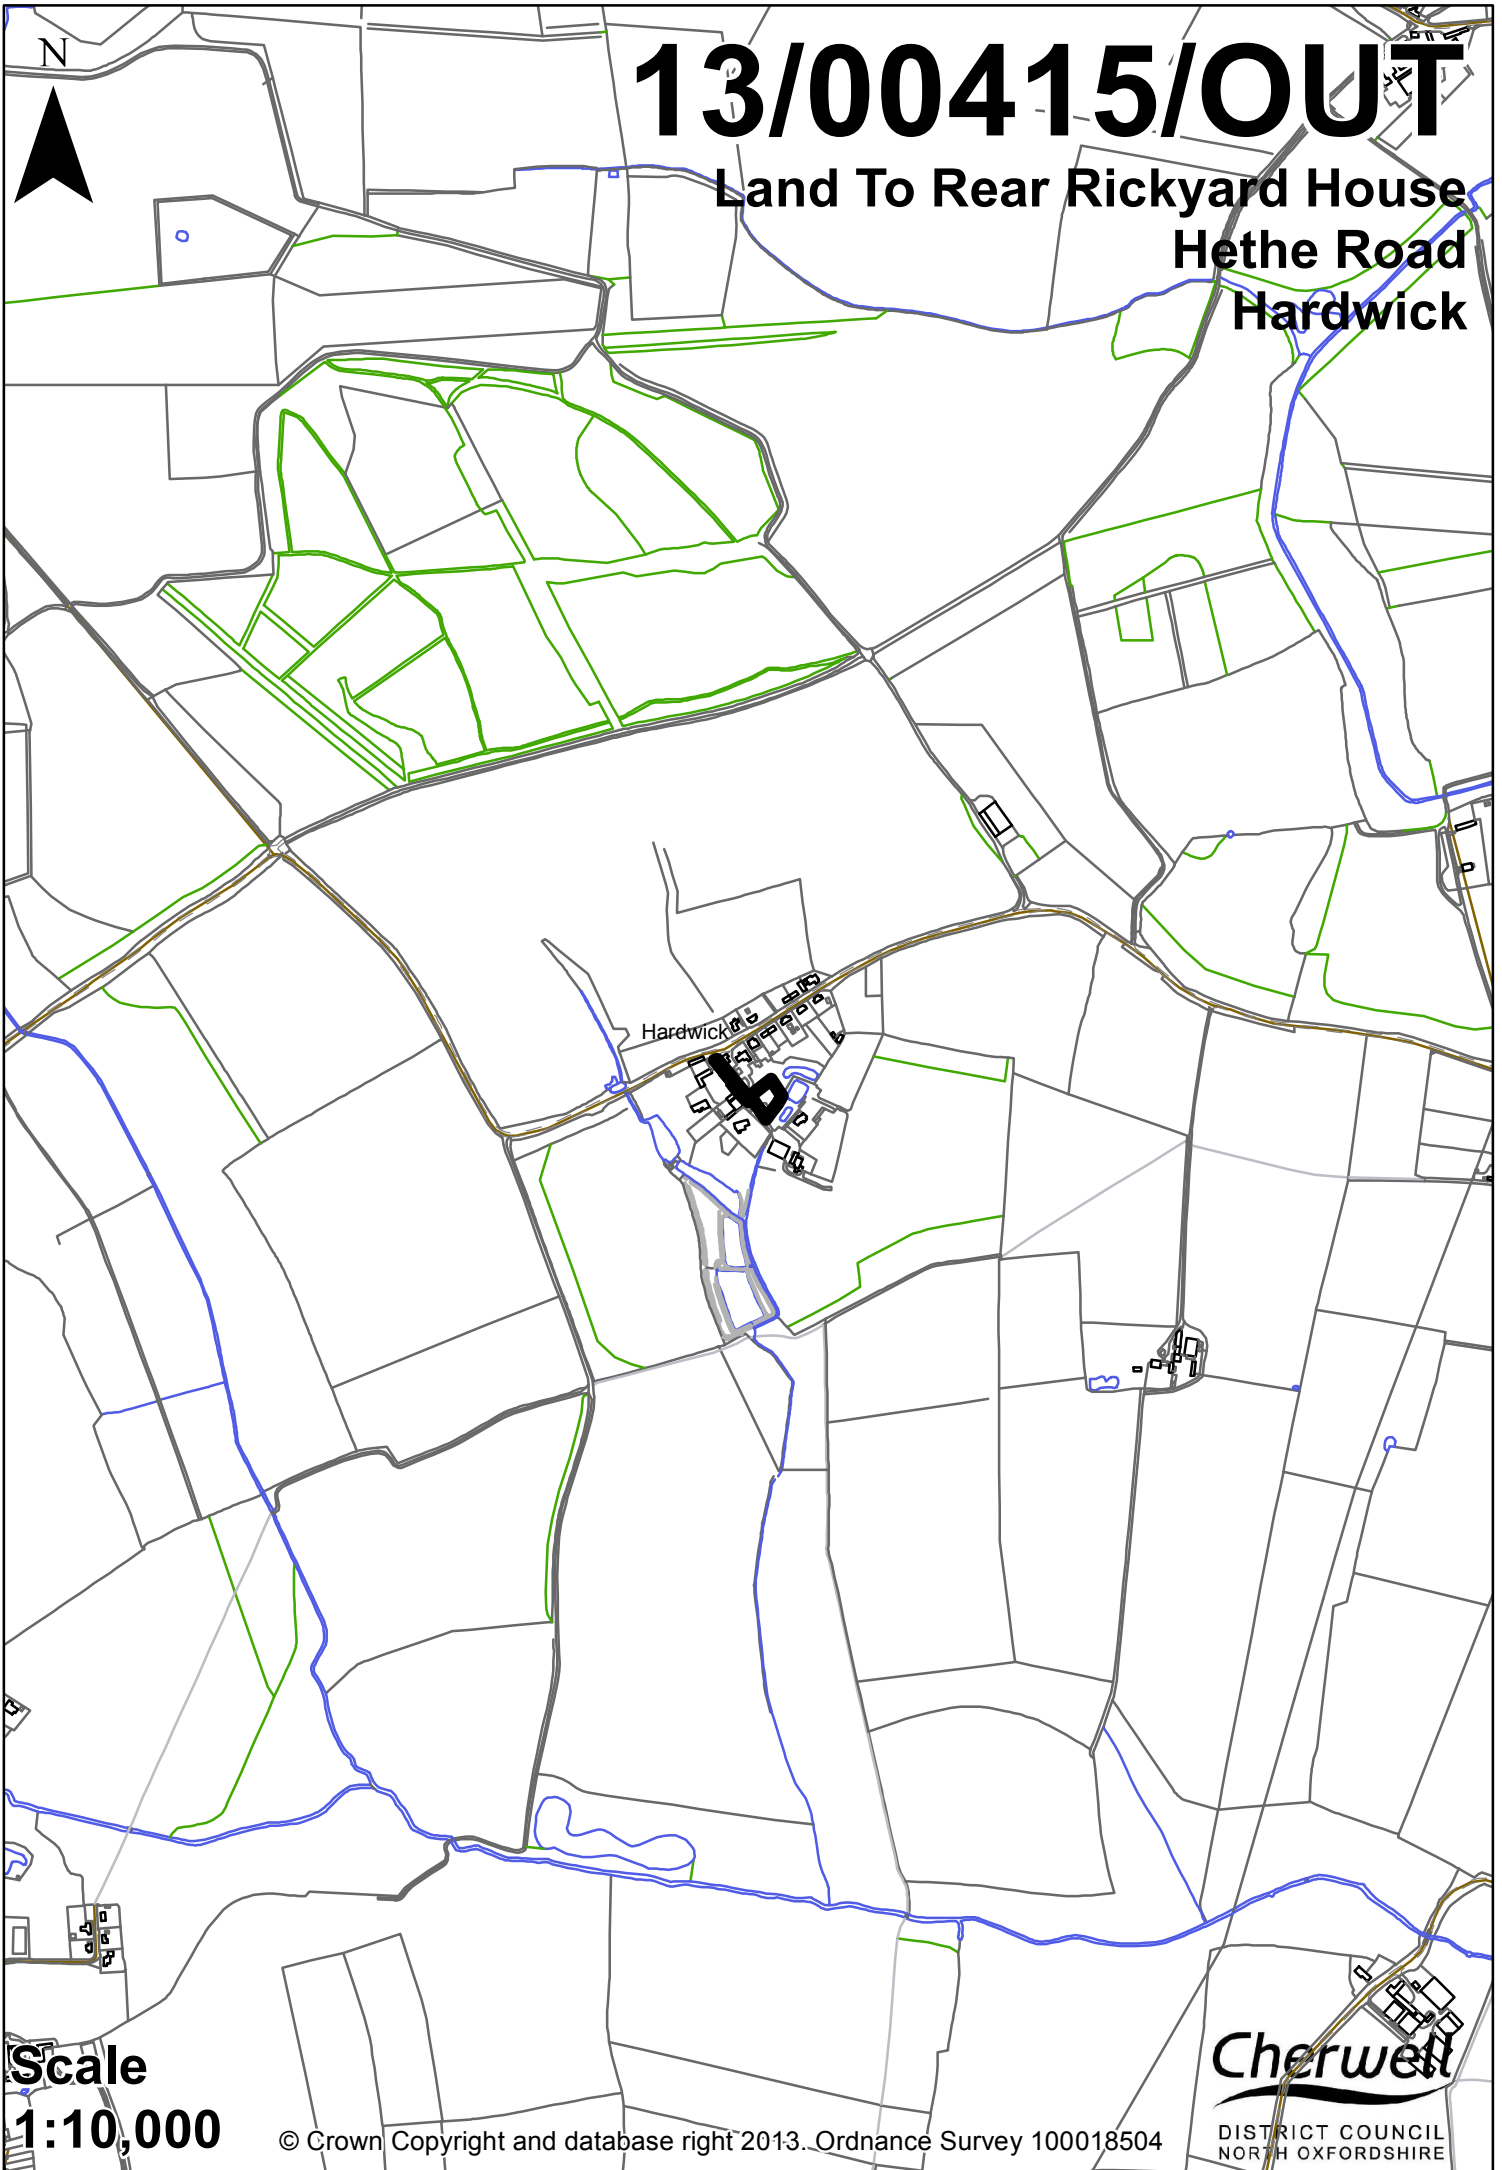 N
13/00415/OUT
Land To Rear Rickyard House
Hethe Road
Hardwick
Hardwick
Scale
1:10,000
© Crown Copyright and database right 2013. Ordnance Survey 100018504
Cherwell
DISTRICT COUNCIL
NORTH OXFORDSHIRE